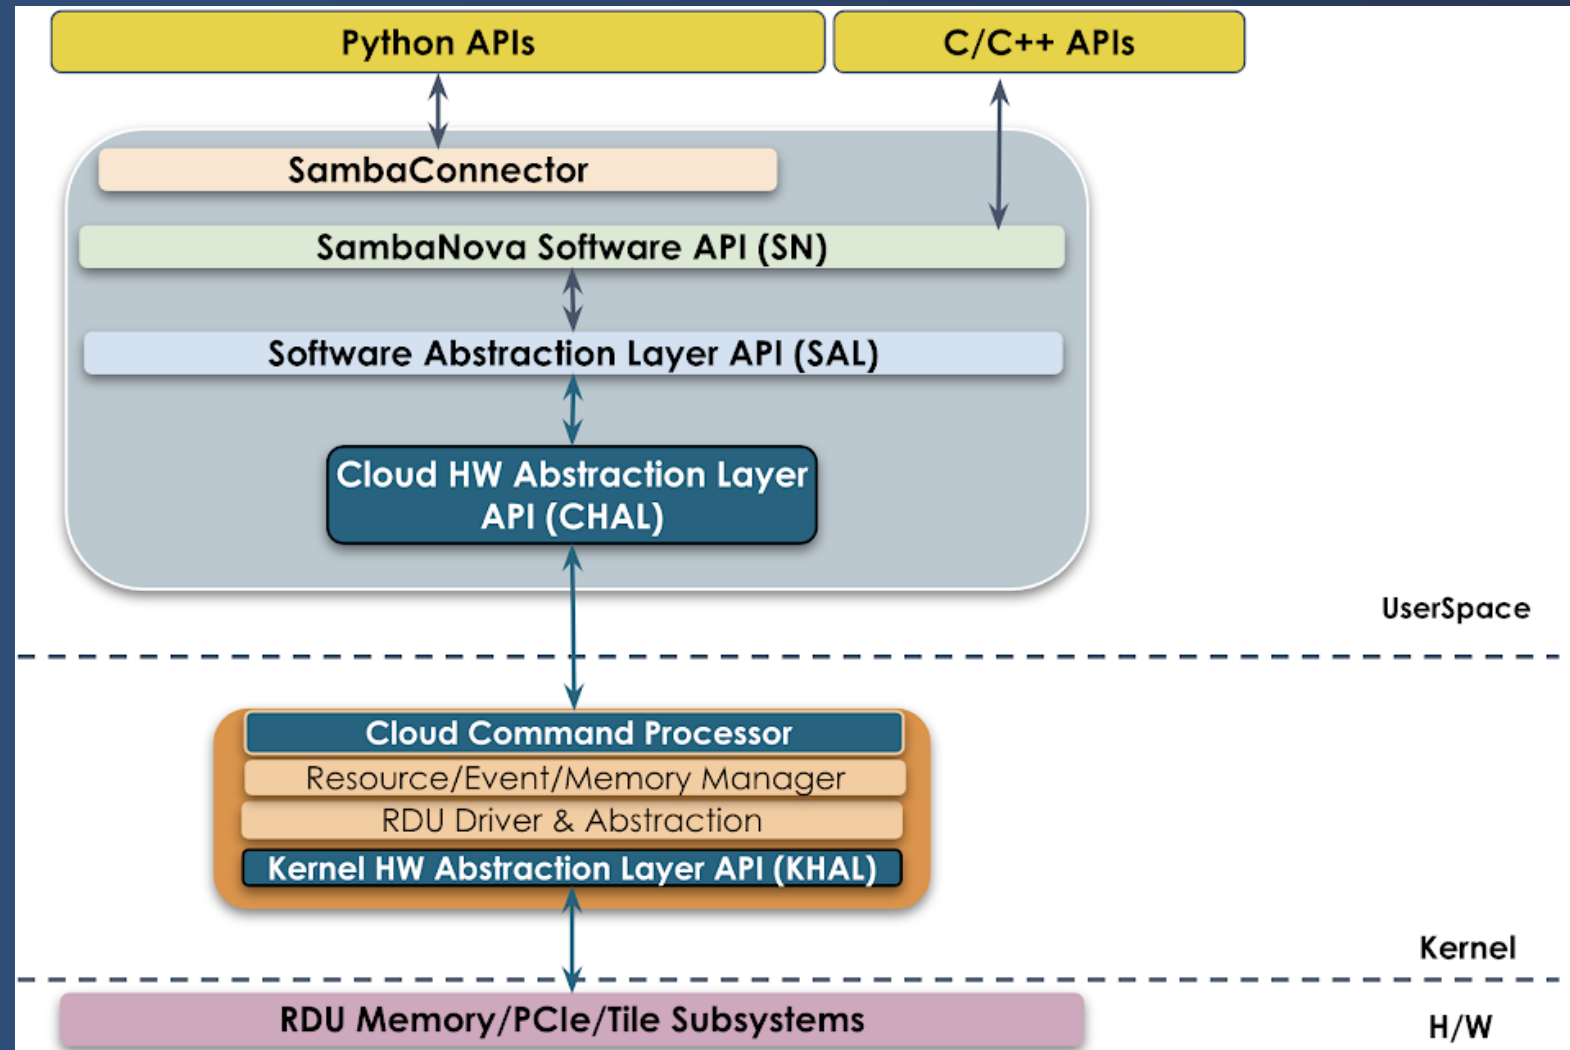 Python APIs
C/C++ APIs
SambaConnector
SambaNova Software API (SN)
Software Abstraction Layer API (SAL)
Cloud HW Abstraction Layer
API (CHAL)
UserSpace
Cloud Command Processor
Resource/Event/Memory Manager
RDU Driver & Abstraction
Kernel HW Abstraction Layer API (KHAL)
Kernel
RDU Memory/PCIe/Tile Subsystems
H/W